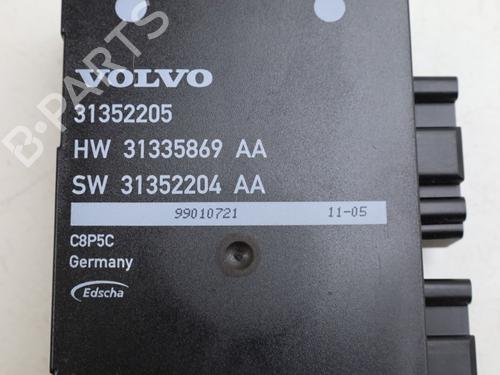 VOLVO
31352205
HW 31335869 AA
SW 31352204 AA
99010721 11-05
C8P5C
Germany
Edscha
B-PARTS